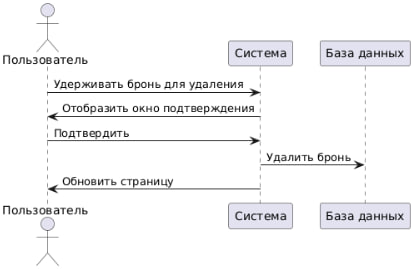 Пользователь
Система
База данных
Удерживать бронь для удаления
Отобразить окно подтверждения
Подтвердить
Удалить бронь
Обновить страницу
Пользователь
Система
База данных